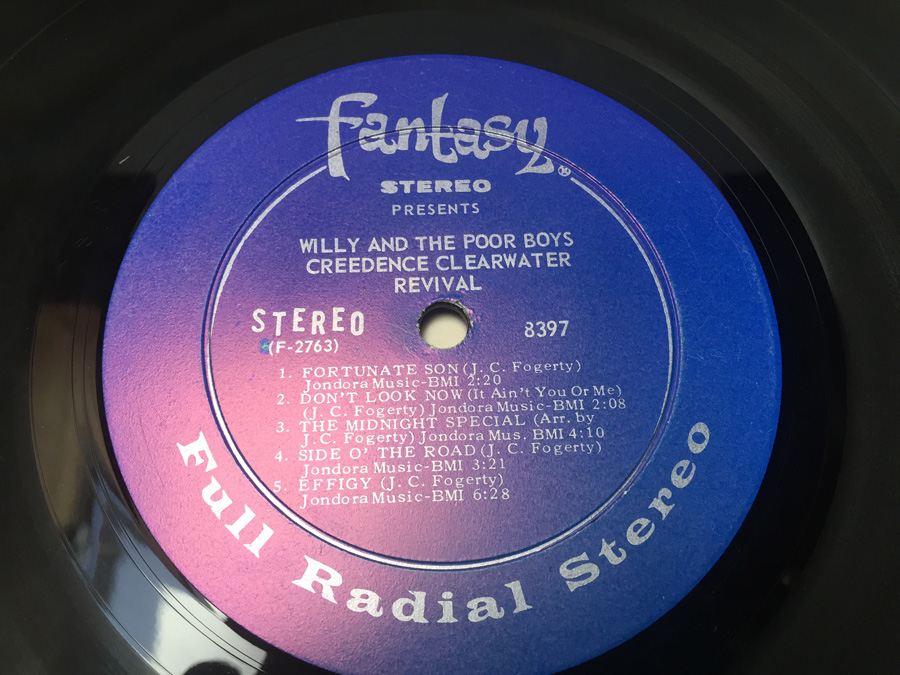 fantasy
STEREO
PRESENTS
WILLY AND THE POOR BOYS
CREEDENCE CLEARWATER
REVIVAL
STEREO
8397
(F-2763)
1. FORTUNATE SON (J. C. Fogerty)
Jondora Music-BMI 2:20
2. DON'T LOOK NOW (It Ain't You Or Me)
(J. C. Fogerty) Jondora Music-BMI 2:08
3. THE MIDNIGHT SPECIAL (Arr. by
J. C. Fogerty) Jondora Mus. BMI 4:10
4. SIDE O' THE ROAD (J. C. Fogerty)
Jondora Music-BMI 3:21
5. EFFIGY (J. C. Fogerty)
Jondora Music-BMI 6:28
Full Radial Stereo